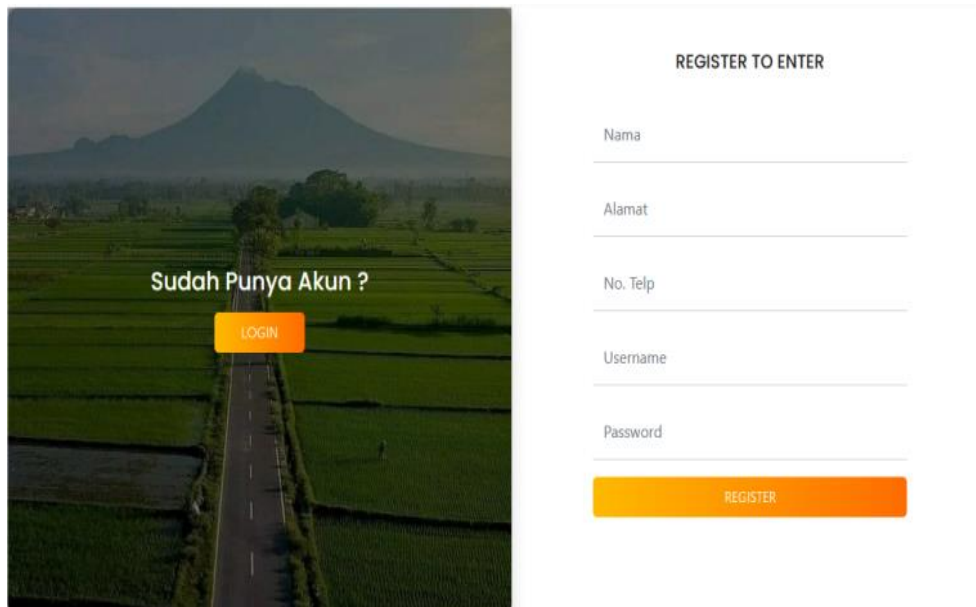 Sudah Punya Akun ?
LOGIN
REGISTER TO ENTER
Nama
Alamat
No. Telp
Username
Password
REGISTER